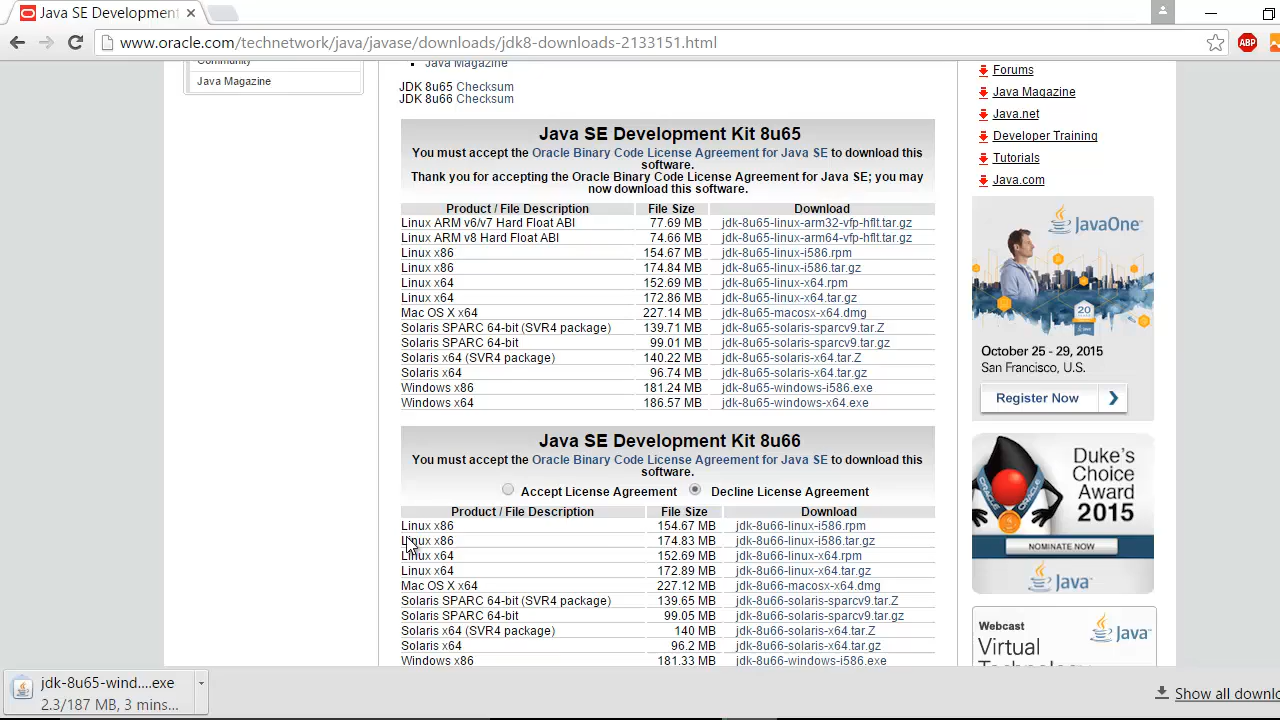 Java SE Development
www.oracle.com/technetwork/java/javase/downloads/jdk8-downloads-2133151.html
ABP
Community
Java Magazine
Java Magazine
JDK 8u65 Checksum
JDK 8u66 Checksum
Java SE Development Kit 8u65
You must accept the Oracle Binary Code License Agreement for Java SE to download this
software.
Thank you for accepting the Oracle Binary Code License Agreement for Java SE; you may
now download this software.
Product / File Description File Size Download
Linux ARM v6/v7 Hard Float ABI 77.69 MB jdk-8u65-linux-arm32-vfp-hflt.tar.gz
Linux ARM v8 Hard Float ABI 74.66 MB jdk-8u65-linux-arm64-vfp-hflt.tar.gz
Linux x86 154.67 MB jdk-8u65-linux-i586.rpm
Linux x86 174.84 MB jdk-8u65-linux-i586.tar.gz
Linux x64 152.69 MB jdk-8u65-linux-x64.rpm
Linux x64 172.86 MB jdk-8u65-linux-x64.tar.gz
Mac OS X x64 227.14 MB jdk-8u65-macosx-x64.dmg
Solaris SPARC 64-bit (SVR4 package) 139.71 MB jdk-8u65-solaris-sparcv9.tar.Z
Solaris SPARC 64-bit 99.01 MB jdk-8u65-solaris-sparcv9.tar.gz
Solaris x64 (SVR4 package) 140.22 MB jdk-8u65-solaris-x64.tar.Z
Solaris x64 96.74 MB jdk-8u65-solaris-x64.tar.gz
Windows x86 181.24 MB jdk-8u65-windows-i586.exe
Windows x64 186.57 MB jdk-8u65-windows-x64.exe
Java SE Development Kit 8u66
You must accept the Oracle Binary Code License Agreement for Java SE to download this
software.
Accept License Agreement Decline License Agreement
Product / File Description File Size Download
Linux x86 154.67 MB jdk-8u66-linux-i586.rpm
Linux x86 174.83 MB jdk-8u66-linux-i586.tar.gz
Linux x64 152.69 MB jdk-8u66-linux-x64.rpm
Linux x64 172.89 MB jdk-8u66-linux-x64.tar.gz
Mac OS X x64 227.12 MB jdk-8u66-macosx-x64.dmg
Solaris SPARC 64-bit (SVR4 package) 139.65 MB jdk-8u66-solaris-sparcv9.tar.Z
Solaris SPARC 64-bit 99.05 MB jdk-8u66-solaris-sparcv9.tar.gz
Solaris x64 (SVR4 package) 140 MB jdk-8u66-solaris-x64.tar.Z
Solaris x64 96.2 MB jdk-8u66-solaris-x64.tar.gz
Windows x86 181.33 MB jdk-8u66-windows-i586.exe
Forums
Java Magazine
Java.net
Developer Training
Tutorials
Java.com
JavaOne
20
October 25 - 29, 2015
San Francisco, U.S.
Register Now
Duke's
Choice
Award
2015
NOMINATE NOW
Java
Webcast
Virtual
Technology
Java
jdk-8u65-wind....exe
2.3/187 MB, 3 mins...
Show all downlo